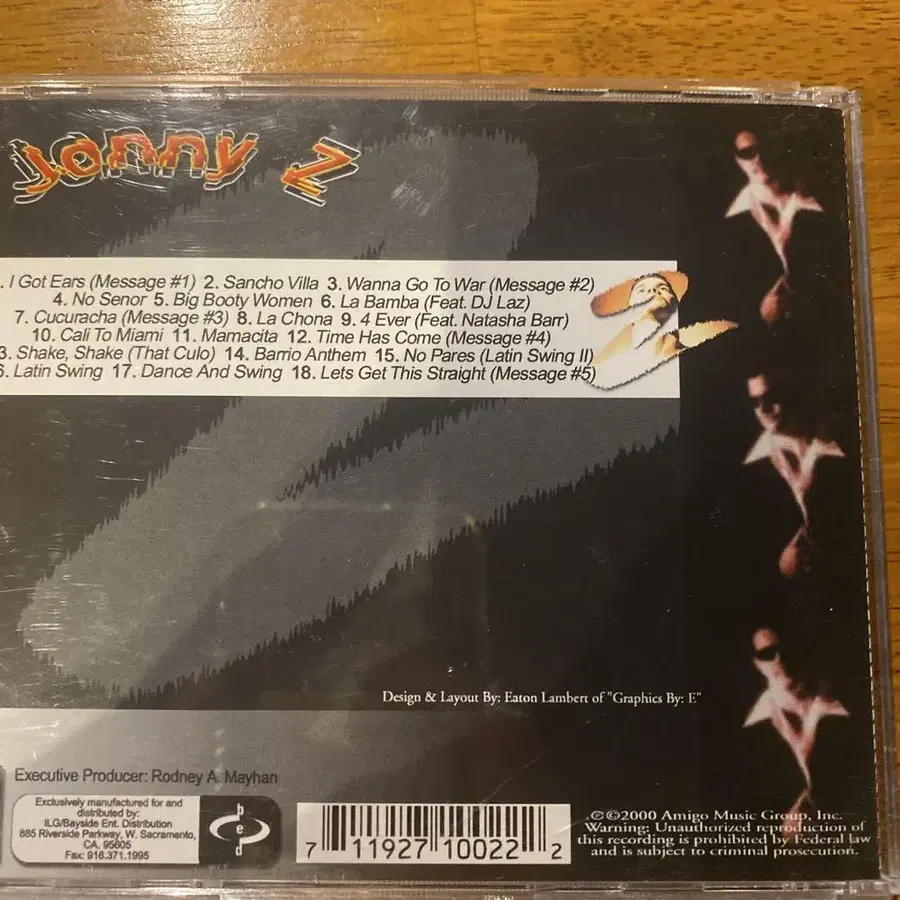 Jonny Z
. I Got Ears (Message #1) 2. Sancho Villa 3. Wanna Go To War (Message #2)
4. No Senor 5. Big Booty Women 6. La Bamba (Feat. DJ Laz)
7. Cucuracha (Message #3) 8. La Chona 9. 4 Ever (Feat. Natasha Barr)
10. Cali To Miami 11. Mamacita 12. Time Has Come (Message #4)
3. Shake, Shake (That Culo) 14. Barrio Anthem 15. No Pares (Latin Swing II)
6. Latin Swing 17. Dance And Swing 18. Lets Get This Straight (Message #5)
Design & Layout By: Eaton Lambert of "Graphics By: E"
Executive Producer: Rodney A. Mayhan
Exclusively manufactured for and
distributed by:
ILG/Bayside Ent. Distribution
885 Riverside Parkway, W. Sacramento,
CA. 95605
Fax: 916.371.1995
b e p
7 11927 10022 2
℗©2000 Amigo Music Group, Inc.
Warning: Unauthorized reproduction of
this recording is prohibited by Federal law
and is subject to criminal prosecution.